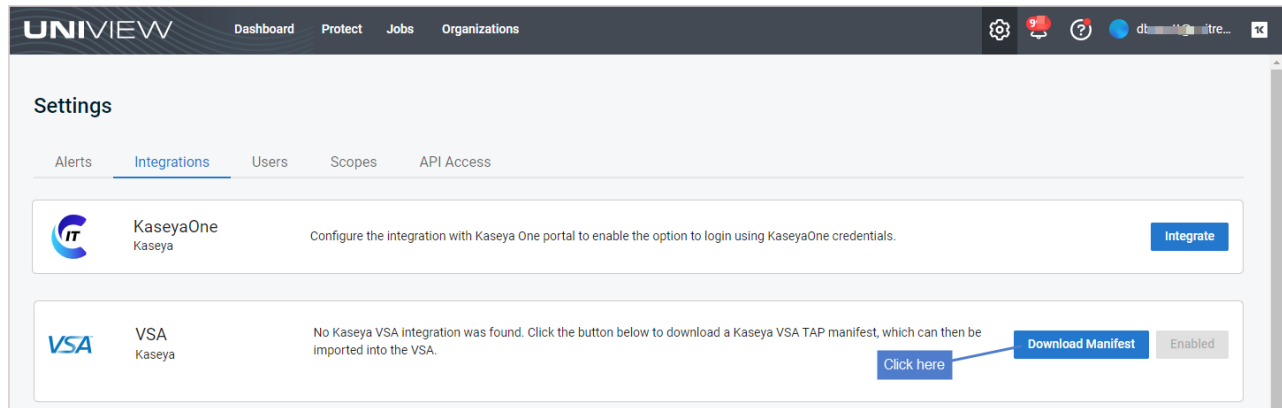 UNIVIEW Dashboard Protect Jobs Organizations
Settings
Alerts Integrations Users Scopes API Access
IT
KaseyaOne
Kaseya
Configure the integration with Kaseya One portal to enable the option to login using KaseyaOne credentials.
Integrate
VSA
VSA
Kaseya
No Kaseya VSA integration was found. Click the button below to download a Kaseya VSA TAP manifest, which can then be
imported into the VSA.
Download Manifest
Enabled
Click here